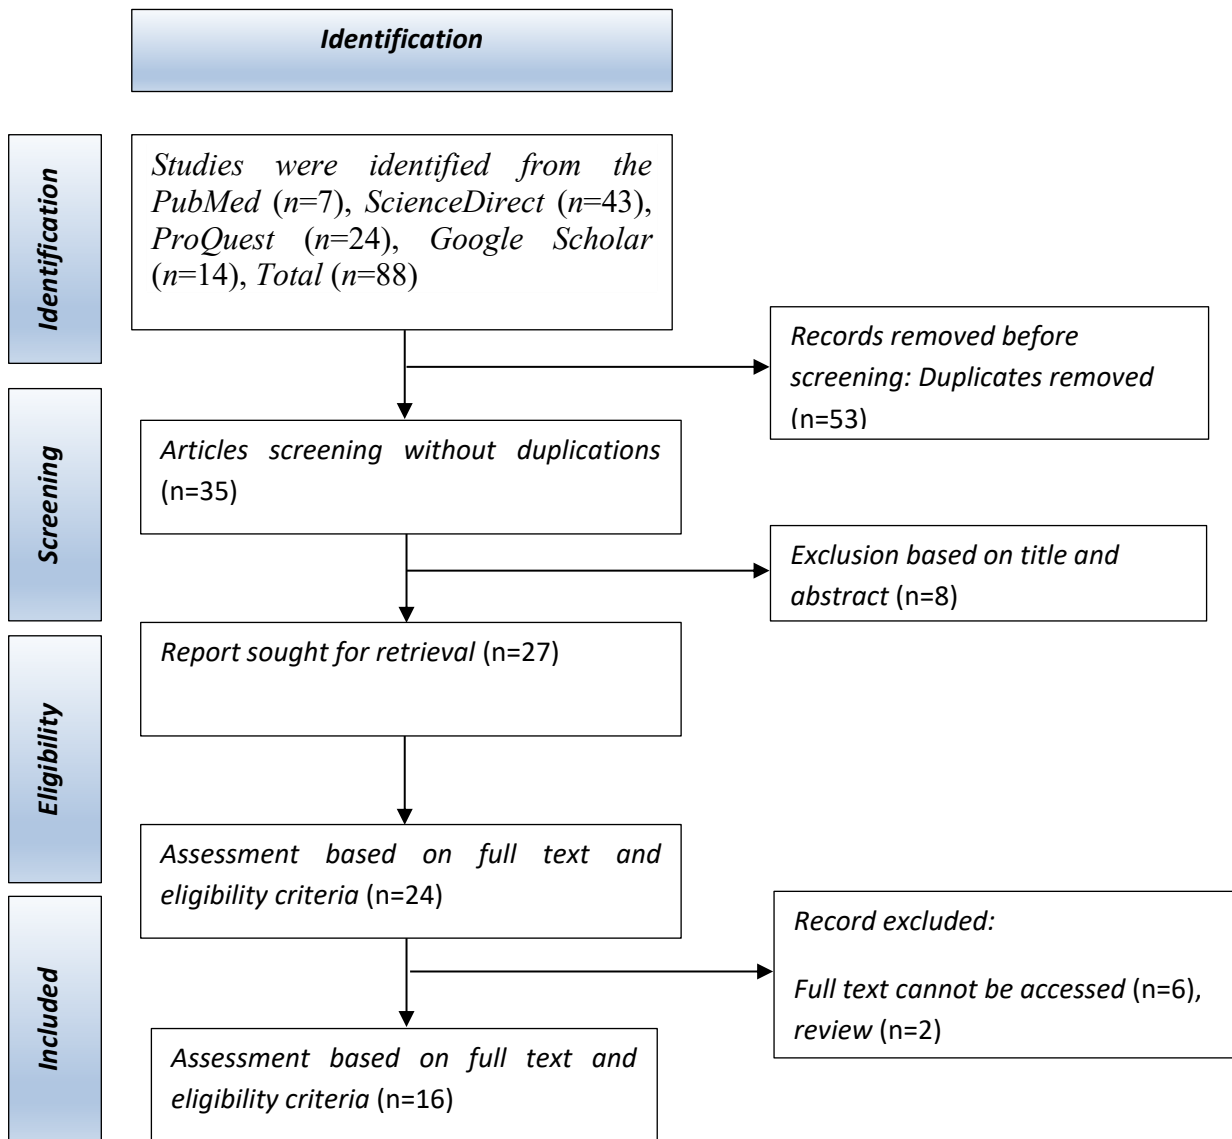 Identification
Identification
Studies were identified from the
PubMed (n=7), ScienceDirect (n=43),
ProQuest (n=24), Google Scholar
(n=14), Total (n=88)
Records removed before
screening: Duplicates removed
(n=53)
Screening
Articles screening without duplications
(n=35)
Exclusion based on title and
abstract (n=8)
Eligibility
Report sought for retrieval (n=27)
Assessment based on full text and
eligibility criteria (n=24)
Record excluded:
Full text cannot be accessed (n=6),
review (n=2)
Included
Assessment based on full text and
eligibility criteria (n=16)